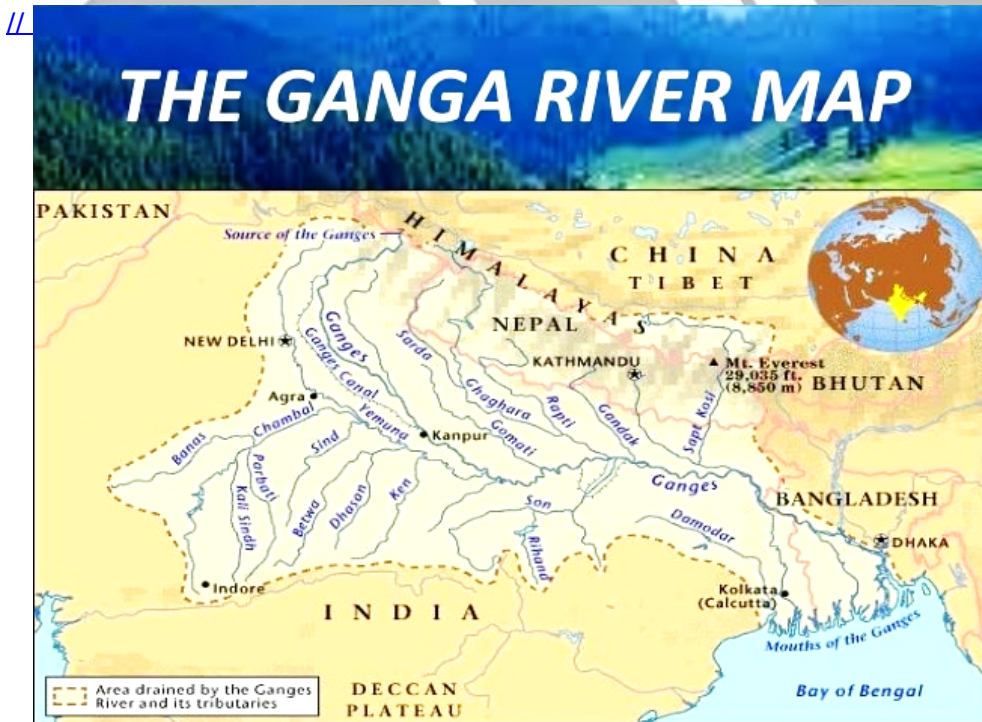 //
THE GANGA RIVER MAP
PAKISTAN
HIMALAYAS
Source of the Ganges
CHINA
TIBET
NEPAL
NEW DELHI
KATHMANDU
Mt. Everest
29,035 ft.
(8,850 m)
BHUTAN
Ganges
Ganges Canal
Sarda
Ghaghara
Rapti
Gandak
Sapt Kosi
Agra
Chambal
Yemuna
Kanpur
Gomati
Banas
Parbati
Kali Sindh
Sind
Betwa
Dhasan
Ken
Son
Rihand
Ganges
Damodar
BANGLADESH
DHAKA
Indore
Kolkata
(Calcutta)
INDIA
Mouths of the Ganges
Area drained by the Ganges
River and its tributaries
DECCAN
PLATEAU
Bay of Bengal